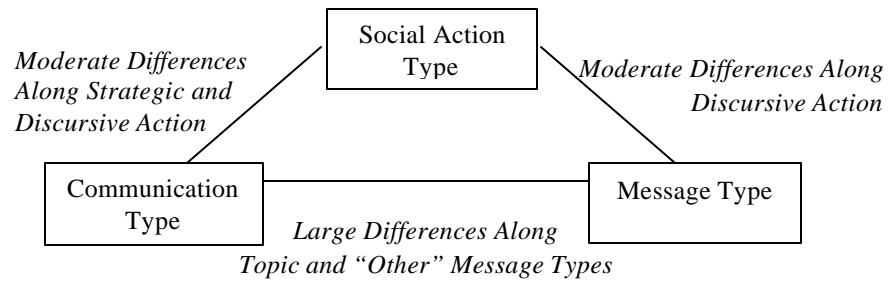 Social Action
Type
Moderate Differences
Along Strategic and
Discursive Action
Moderate Differences Along
Discursive Action
Communication
Type
Message Type
Large Differences Along
Topic and “Other” Message Types